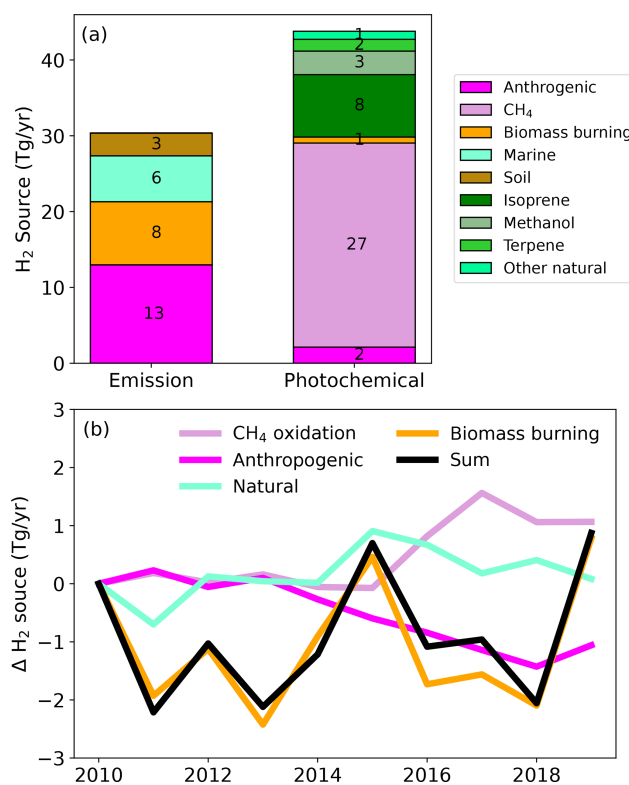 (a)
H2 Source (Tg/yr)
40
30
20
10
0
3
6
8
13
1
2
3
8
1
27
2
Emission
Photochemical
Anthrogenic
CH4
Biomass burning
Marine
Soil
Isoprene
Methanol
Terpene
Other natural
(b)
Δ H2 souce (Tg/yr)
3
2
1
0
−1
−2
−3
CH4 oxidation
Anthropogenic
Natural
Biomass burning
Sum
2010
2012
2014
2016
2018